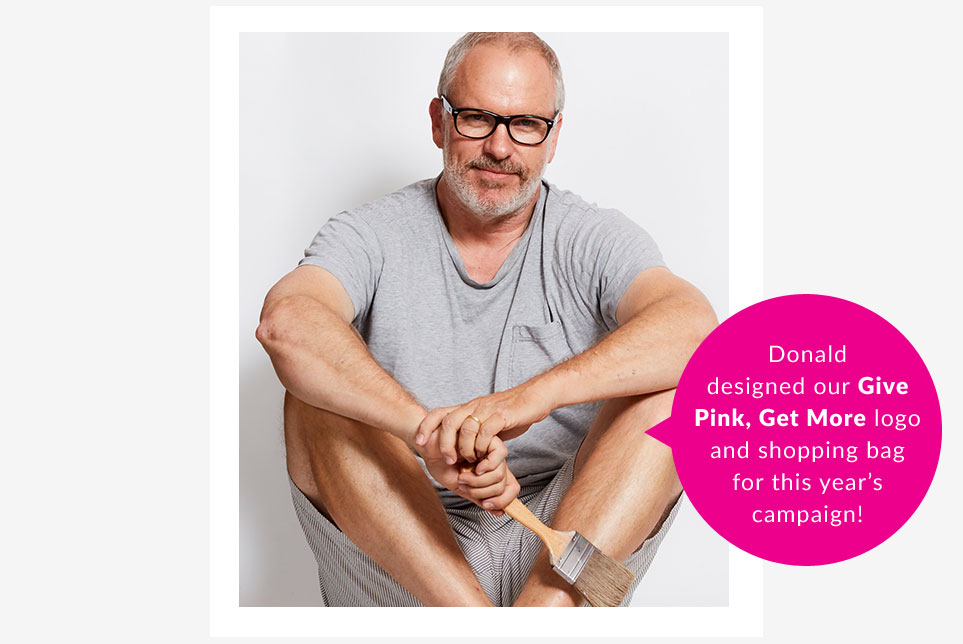 Donald
designed our Give
Pink, Get More logo
and shopping bag
for this year's
campaign!